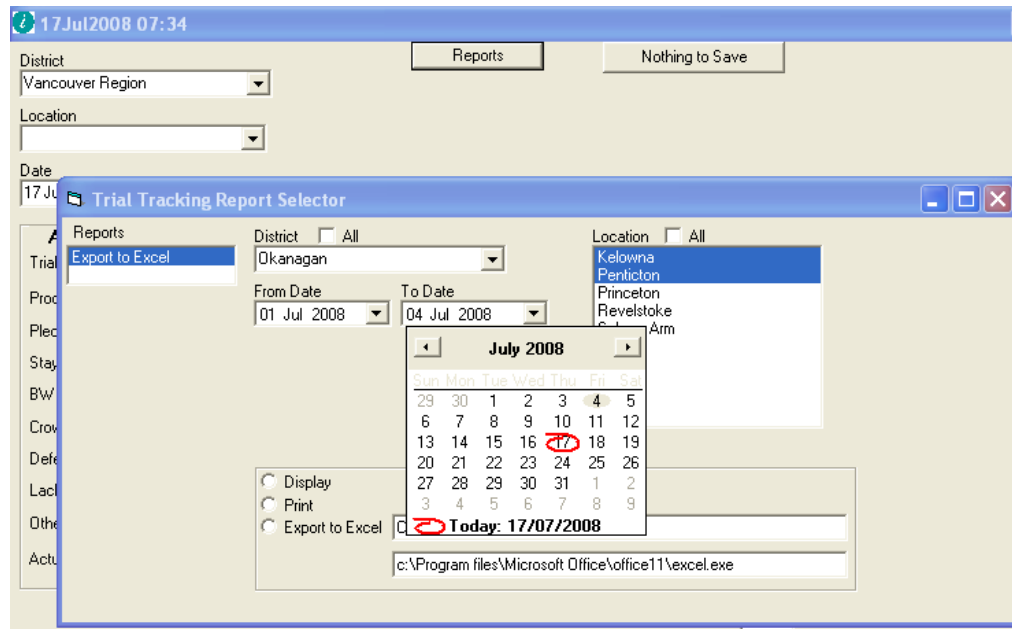 17Jul2008 07:34
Reports
Nothing to Save
District
Vancouver Region
Location
Date
17 Ju
Trial Tracking Report Selector
Reports
Export to Excel
District All
Okanagan
Location All
Kelowna
Penticton
Princeton
Revelstoke
Arm
From Date
To Date
01 Jul 2008
04 Jul 2008
July 2008
Sun Mon Tue Wed Thu Fri Sat
29 30 1 2 3 4 5
6 7 8 9 10 11 12
13 14 15 16 17 18 19
20 21 22 23 24 25 26
27 28 29 30 31 1 2
3 4 5 6 7 8 9
Today: 17/07/2008
A
Trial
Proc
Plec
Stay
BW
Crov
Defe
Lacl
Othe
Actu
Display
Print
Export to Excel
c:\Program files\Microsoft Office\office11\excel.exe